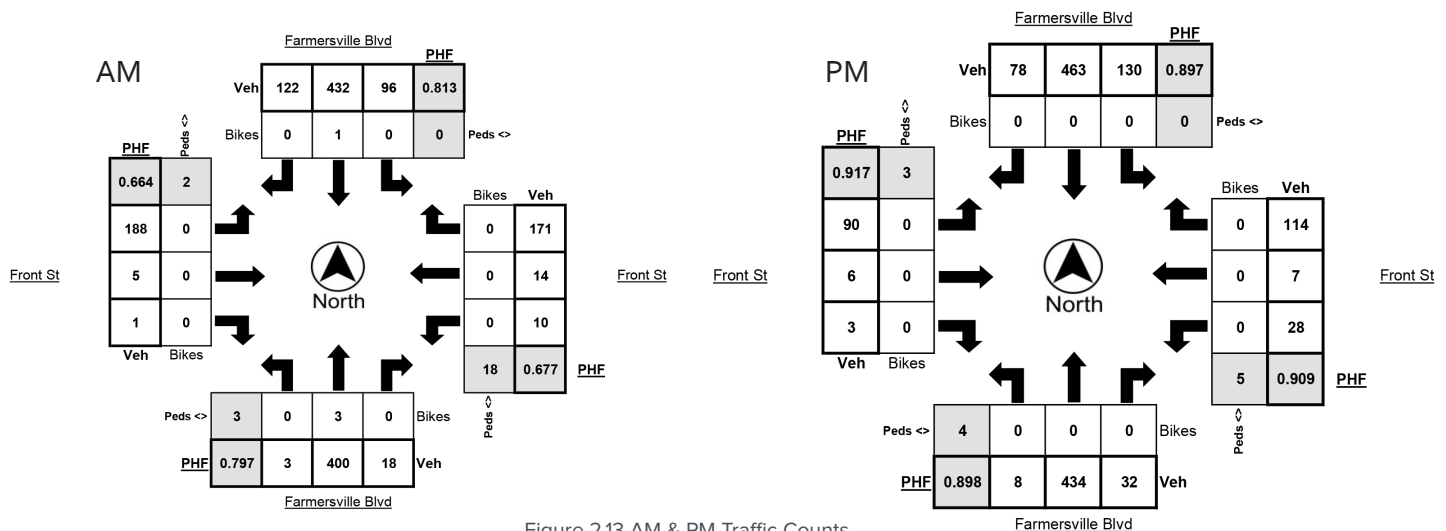 AM
Farmersville Blvd
PHF
Veh 122 432 96 0.813
Bikes 0 1 0 0 Peds <>
PHF Peds <>
0.664 2
188 0
5 0
1 0
Veh Bikes
Front St
North
Bikes Veh
0 171
0 14
0 10
18 0.677 PHF
Peds <>
Front St
Peds <> 3 0 3 0 Bikes
PHF 0.797 3 400 18 Veh
Farmersville Blvd
PM
Farmersville Blvd
PHF
Veh 78 463 130 0.897
Bikes 0 0 0 0 Peds <>
PHF Peds <>
0.917 3
90 0
6 0
3 0
Veh Bikes
Front St
North
Bikes Veh
0 114
0 7
0 28
5 0.909 PHF
Peds <>
Front St
Peds <> 4 0 0 0 Bikes
PHF 0.898 8 434 32 Veh
Farmersville Blvd
Figure 2.13 AM & PM Traffic Counts